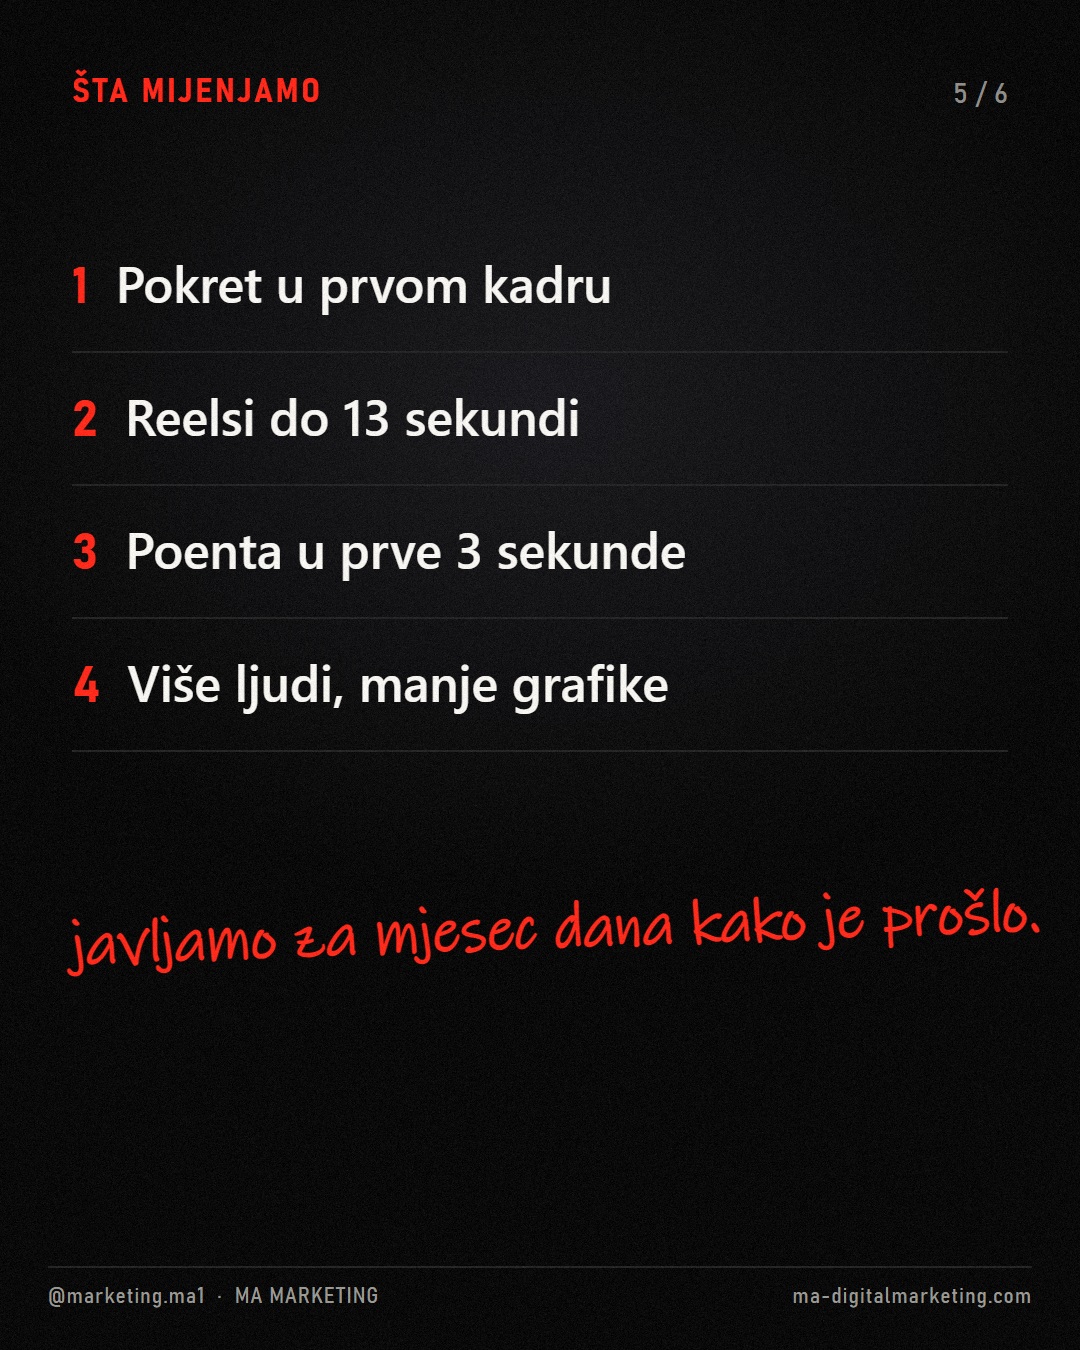 ŠTA MIJENJAMO
5 / 6
1 Pokret u prvom kadru
2 Reelsi do 13 sekundi
3 Poenta u prve 3 sekunde
4 Više ljudi, manje grafike
javljamo za mjesec dana kako je prošlo.
@marketing.ma1 · MA MARKETING
ma-digitalmarketing.com